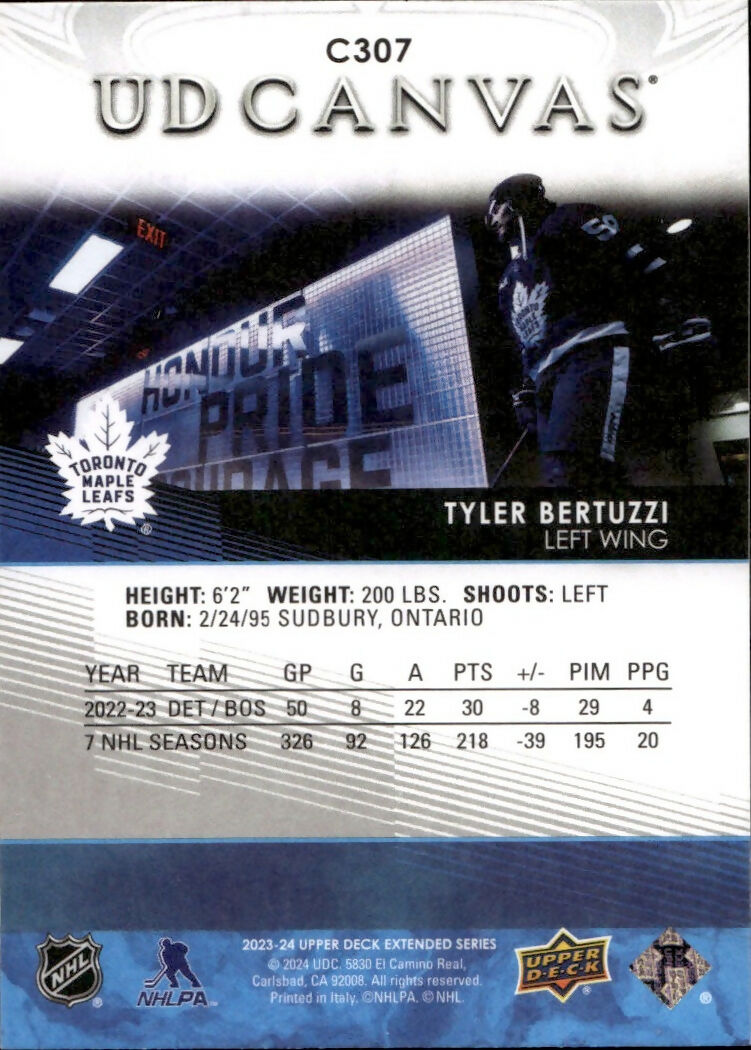 C307
UD CANVAS®
EXIT
HONOUR
PRIDE
TORONTO
MAPLE
LEAFS
®
TYLER BERTUZZI
LEFT WING
HEIGHT: 6'2" WEIGHT: 200 LBS. SHOOTS: LEFT
BORN: 2/24/95 SUDBURY, ONTARIO
YEAR TEAM GP G A PTS +/- PIM PPG
2022-23 DET / BOS 50 8 22 30 -8 29 4
7 NHL SEASONS 326 92 126 218 -39 195 20
2023-24 UPPER DECK EXTENDED SERIES
© 2024 UDC. 5830 El Camino Real,
Carlsbad, CA 92008. All rights reserved.
Printed in Italy. ©NHLPA. © NHL.
NHL ®
NHLPA
UPPER
D·E·C·K
®
®